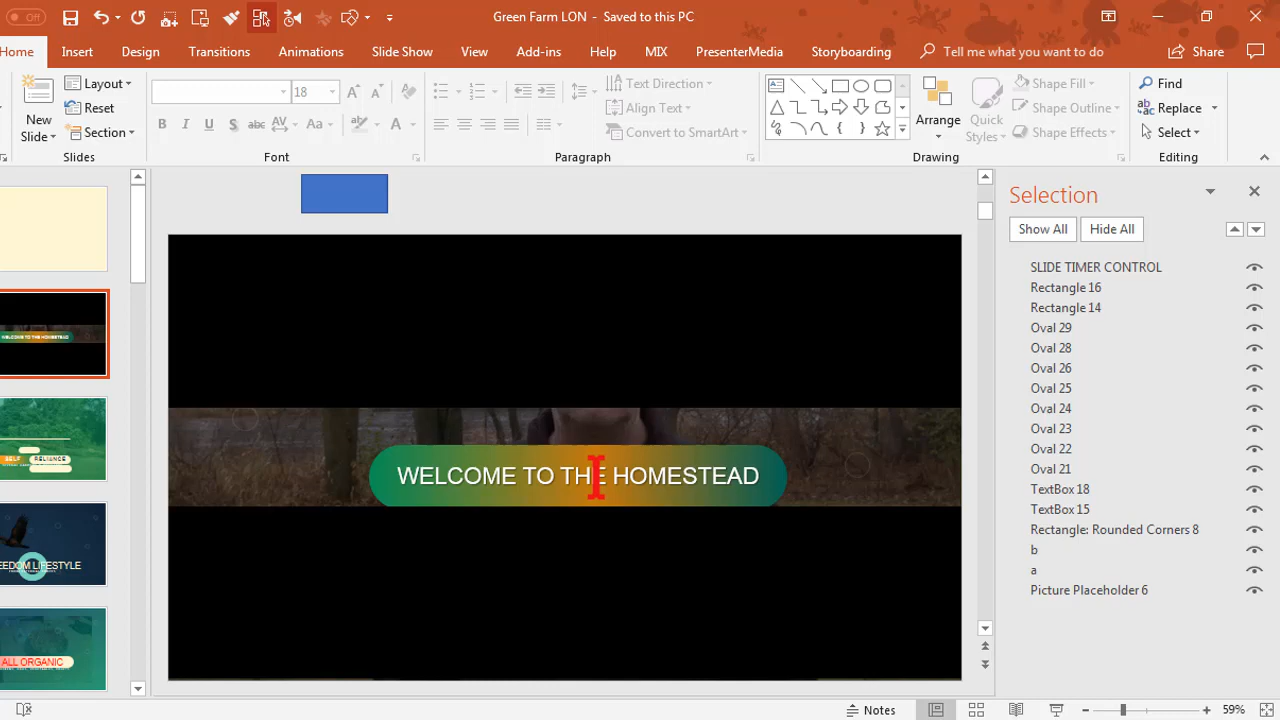 Off
Green Farm LON - Saved to this PC
Home Insert Design Transitions Animations Slide Show View Add-ins Help MIX PresenterMedia Storyboarding Tell me what you want to do Share
New Slide
Layout
Reset
Section
Slides
18
B I U S abc AV Aa A
Font
Text Direction
Align Text
Convert to SmartArt
Paragraph
Arrange
Quick Styles
Shape Fill
Shape Outline
Shape Effects
Drawing
Find
Replace
Select
Editing
WELCOME TO THE HOMESTEAD
SELF RELIANCE
EEDOM LIFESTYLE
ALL ORGANIC
WELCOME TO THE HOMESTEAD
Selection
Show All Hide All
SLIDE TIMER CONTROL
Rectangle 16
Rectangle 14
Oval 29
Oval 28
Oval 26
Oval 25
Oval 24
Oval 23
Oval 22
Oval 21
TextBox 18
TextBox 15
Rectangle: Rounded Corners 8
b
a
Picture Placeholder 6
Notes
59%